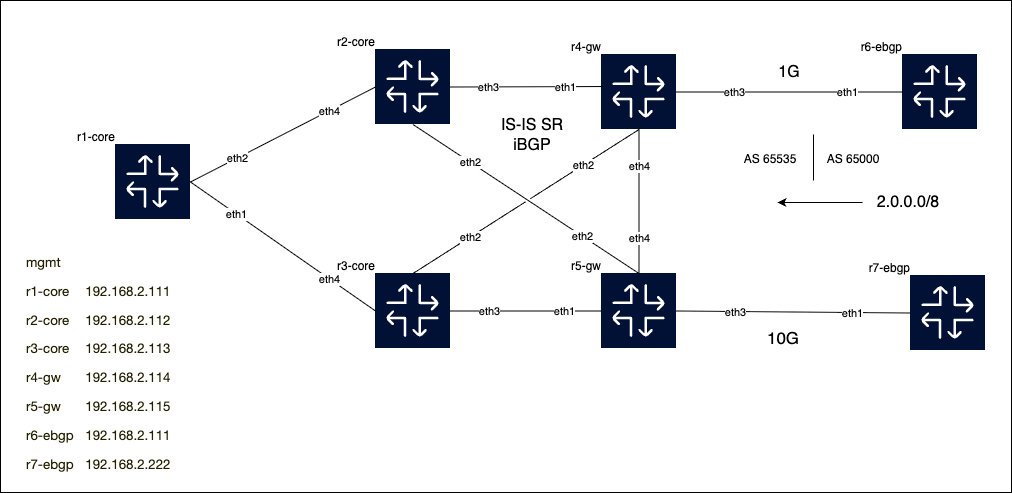 r2-core
r4-gw
r6-ebgp
1G
eth3
eth1
eth3
eth1
eth4
IS-IS SR
iBGP
r1-core
eth2
eth2
eth2
eth4
AS 65535
AS 65000
2.0.0.0/8
eth1
eth2
eth2
eth4
r3-core
r5-gw
r7-ebgp
eth4
eth3
eth1
eth3
eth1
10G
mgmt
r1-core 192.168.2.111
r2-core 192.168.2.112
r3-core 192.168.2.113
r4-gw 192.168.2.114
r5-gw 192.168.2.115
r6-ebgp 192.168.2.111
r7-ebgp 192.168.2.222